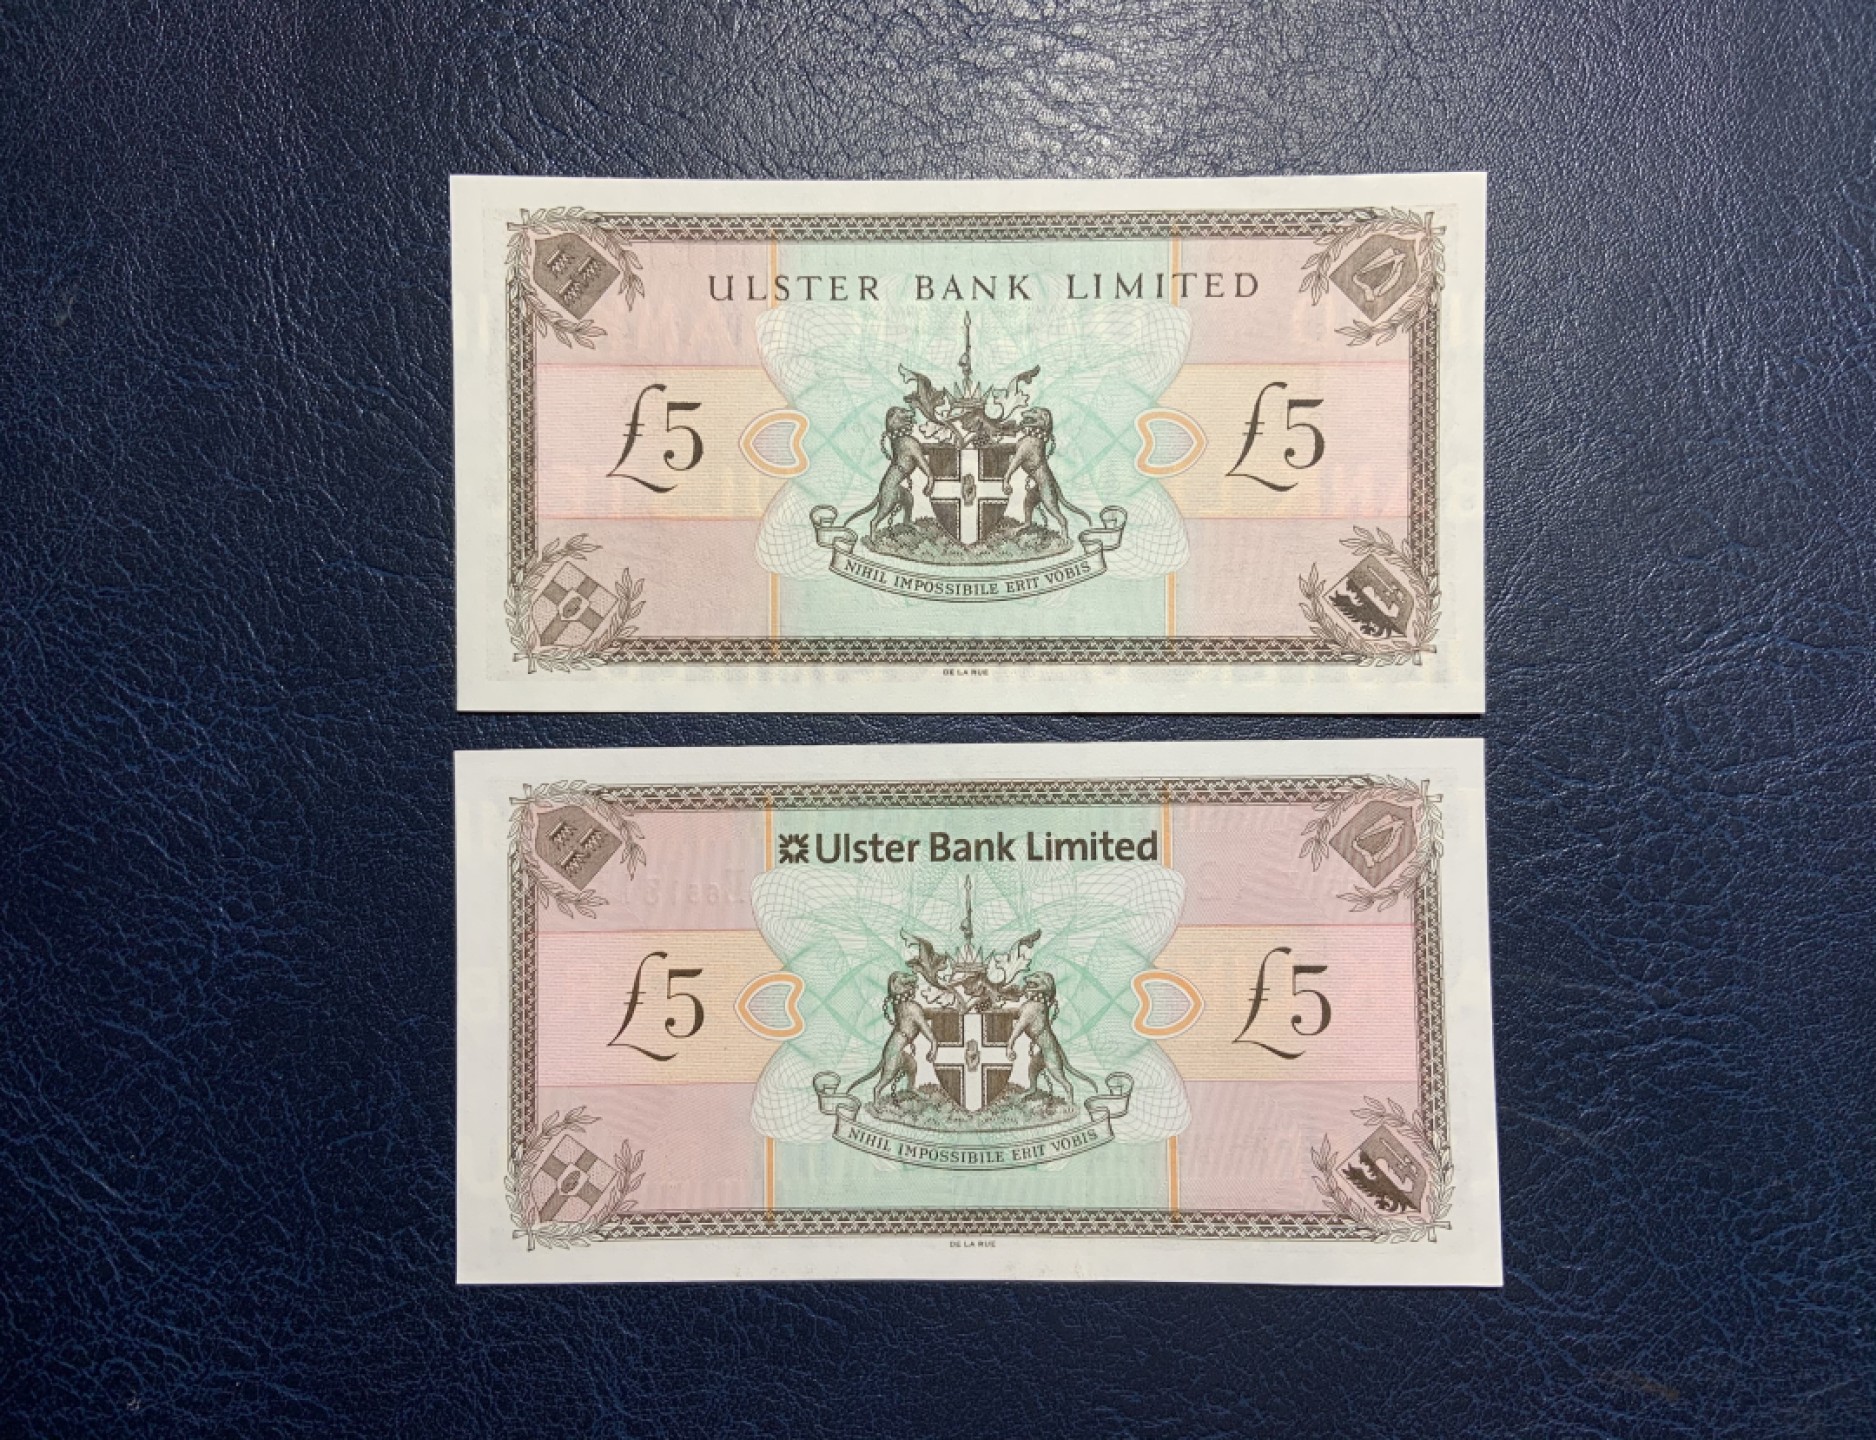 ULSTER BANK LIMITED
£5 £5
NIHIL IMPOSSIBILE ERIT VOBIS
DE LA RUE
Ulster Bank Limited
£5 £5
NIHIL IMPOSSIBILE ERIT VOBIS
DE LA RUE